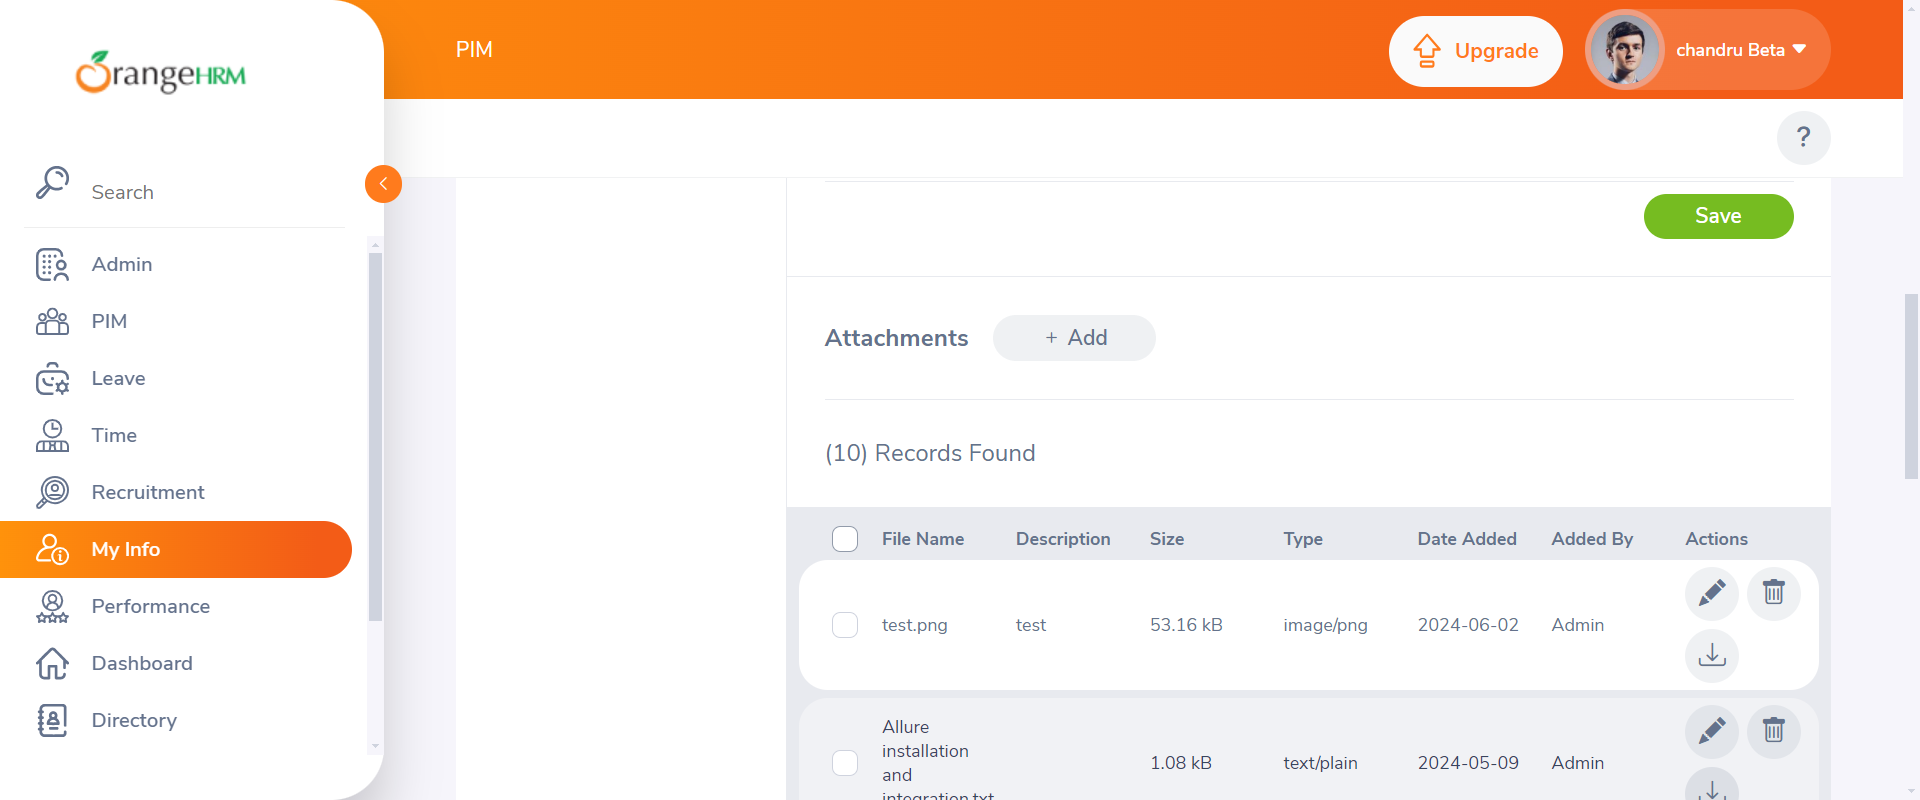 OrangeHRM
PIM
Upgrade
chandru Beta
?
Search
Admin
PIM
Leave
Time
Recruitment
My Info
Performance
Dashboard
Directory
Save
Attachments
+ Add
(10) Records Found
File Name Description Size Type Date Added Added By Actions
test.png test 53.16 kB image/png 2024-06-02 Admin
Allure
installation
and
integration.txt
1.08 kB text/plain 2024-05-09 Admin